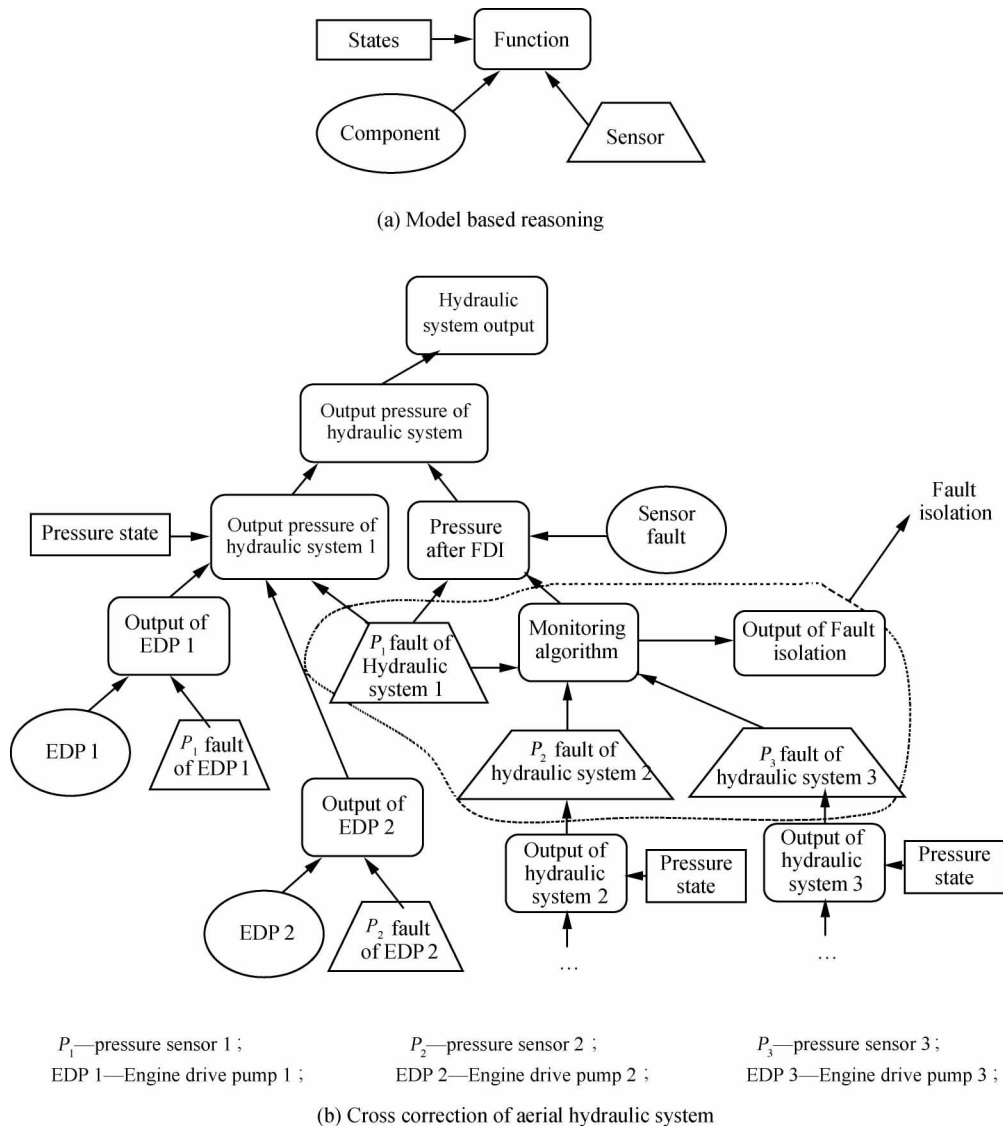 States
Function
Component
Sensor
(a) Model based reasoning
Hydraulic
system output
Output pressure of
hydraulic system
Fault
isolation
Pressure state
Output pressure of
hydraulic system 1
Pressure
after FDI
Sensor
fault
Output of
EDP 1
P₁ fault of
Hydraulic
system 1
Monitoring
algorithm
Output of Fault
isolation
EDP 1
P₁ fault
of EDP 1
P₂ fault of
hydraulic system 2
P₃ fault of
hydraulic system 3
Output of
EDP 2
Output of
hydraulic
system 2
Pressure
state
Output of
hydraulic
system 3
Pressure
state
EDP 2
P₂ fault
of EDP 2
...
...
P₁—pressure sensor 1；
P₂—pressure sensor 2；
P₃—pressure sensor 3；
EDP 1—Engine drive pump 1；
EDP 2—Engine drive pump 2；
EDP 3—Engine drive pump 3；
(b) Cross correction of aerial hydraulic system